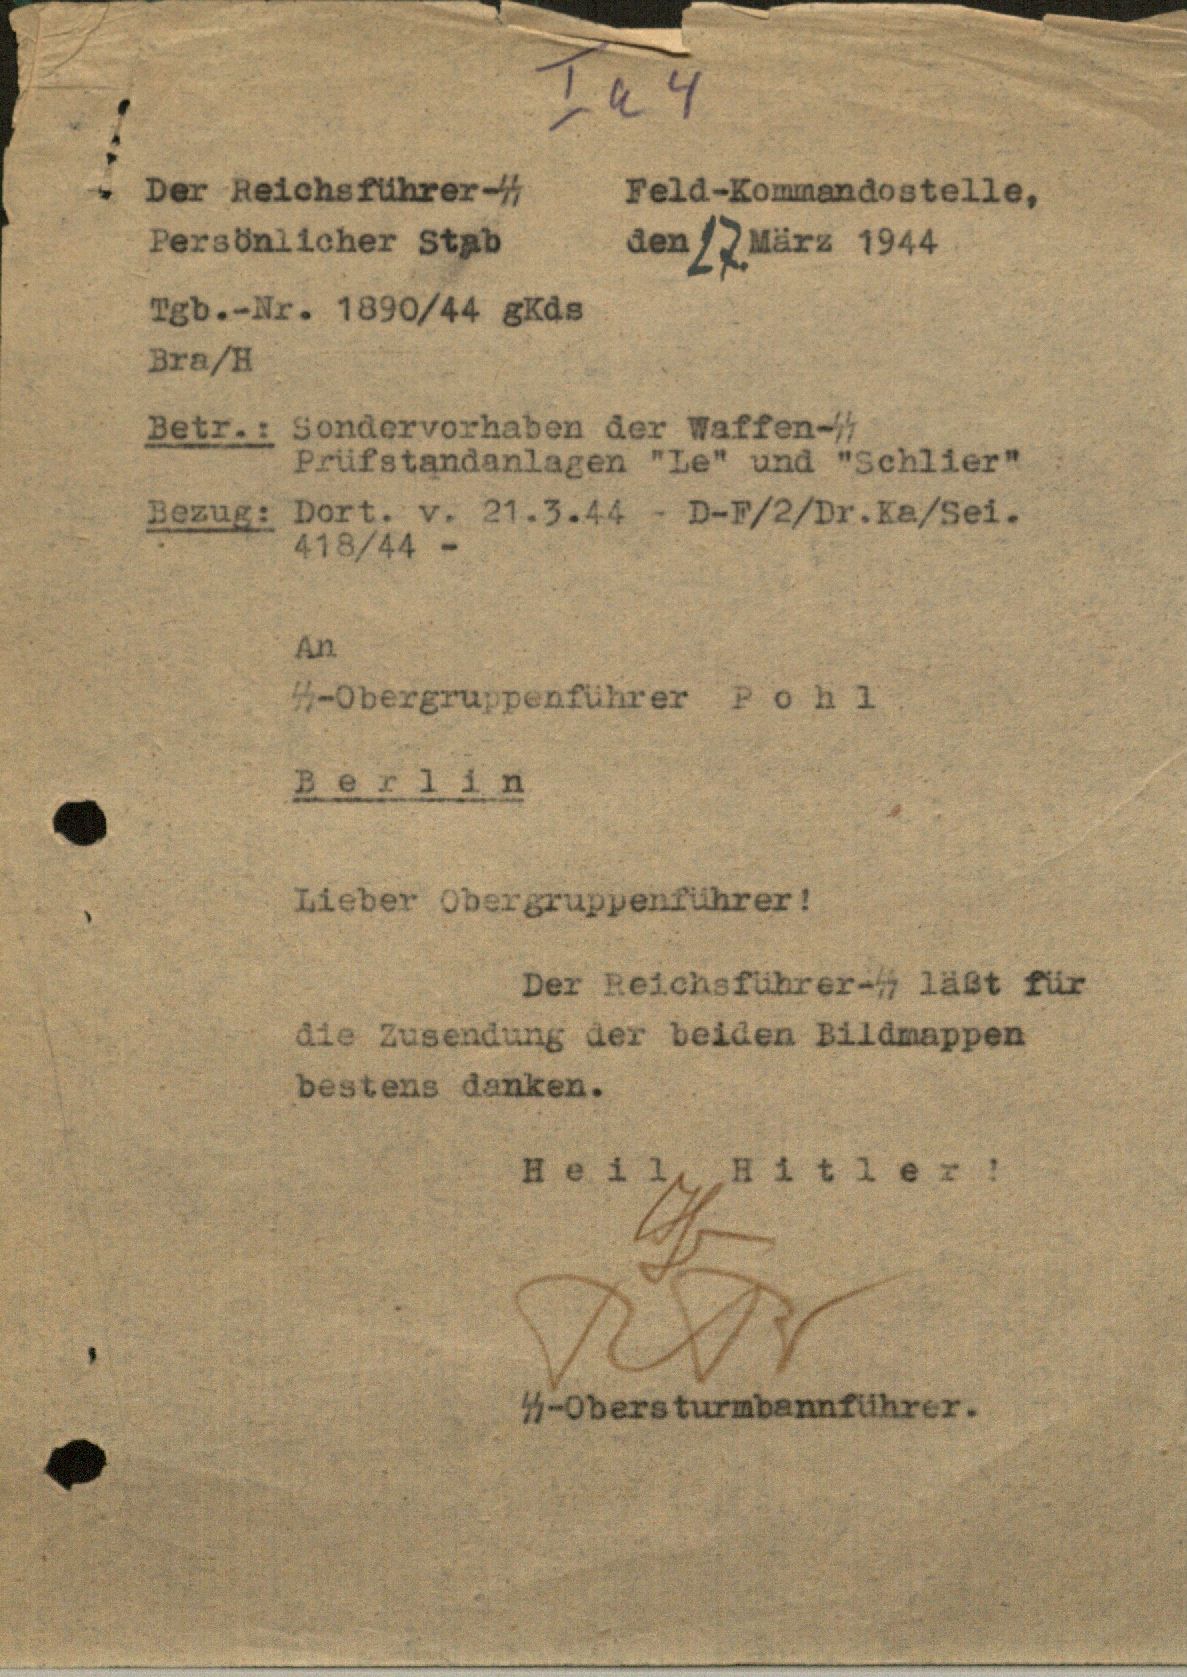 I a 4
Der Reichsführer-SS Feld-Kommandostelle,
Persönlicher Stab den 27. März 1944
Tgb.-Nr. 1890/44 gKds
Bra/H
Betr.: Sondervorhaben der Waffen-SS
Prüfstandanlagen "Le" und "Schlier"
Bezug: Dort. v. 21.3.44 - D-F/2/Dr.Ka/Sei.
418/44 -
An
SS-Obergruppenführer P o h l
B e r l i n
Lieber Obergruppenführer!
Der Reichsführer-SS läßt für
die Zusendung der beiden Bildmappen
bestens danken.
H e i l H i t l e r !
SS-Obersturmbannführer.